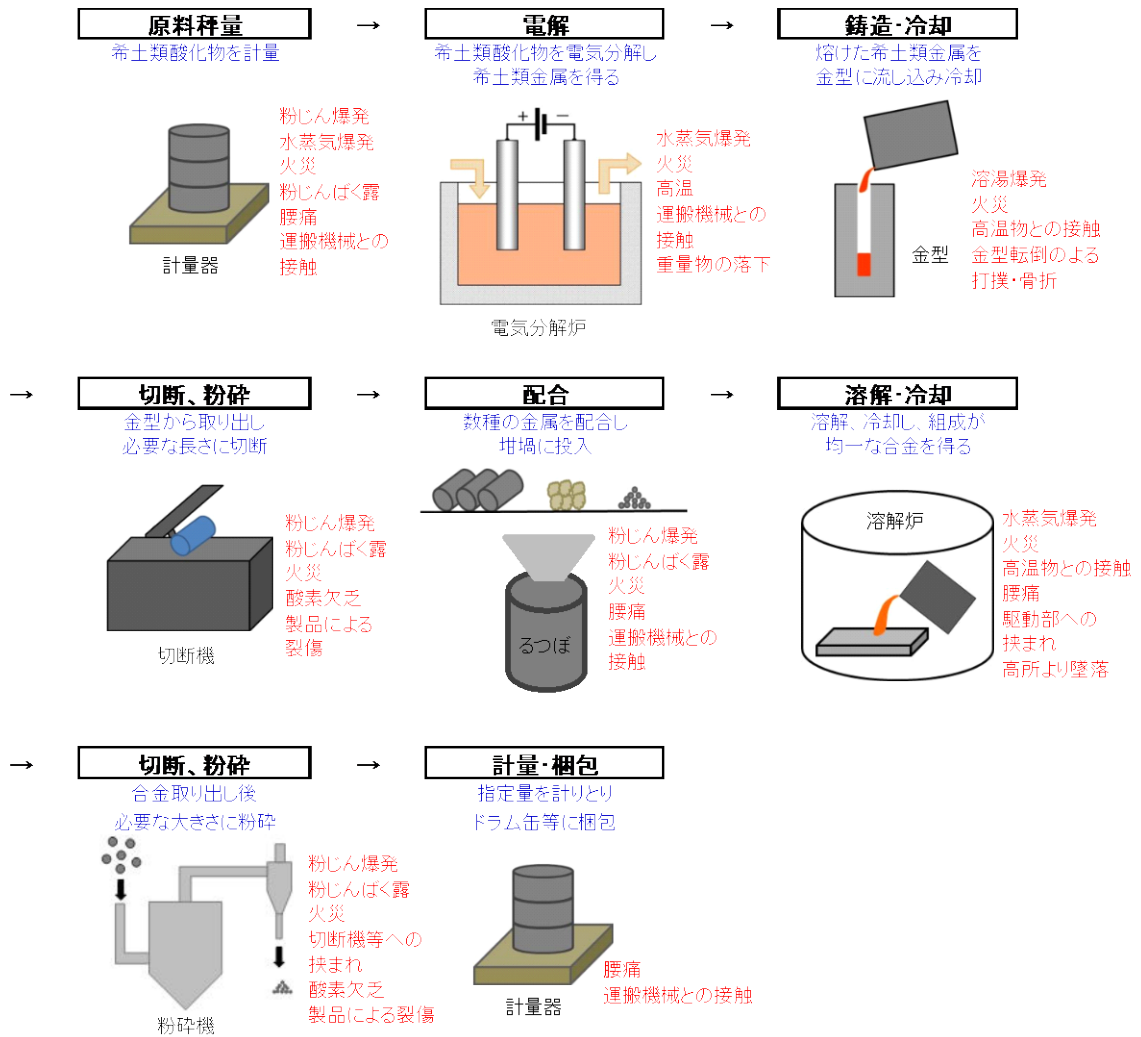 原料秤量
→
電解
→
鋳造・冷却
希土類酸化物を計量
希土類酸化物を電気分解し
希土類金属を得る
熔けた希土類金属を
金型に流し込み冷却
粉じん爆発
水蒸気爆発
火災
粉じんばく露
腰痛
運搬機械との
接触
計量器
+
−
水蒸気爆発
火災
高温
運搬機械との
接触
重量物の落下
電気分解炉
溶湯爆発
火災
高温物との接触
金型転倒のよる
打撲・骨折
金型
→
切断、粉砕
→
配合
→
溶解・冷却
金型から取り出し
必要な長さに切断
数種の金属を配合し
坩堝に投入
溶解、冷却し、組成が
均一な合金を得る
粉じん爆発
粉じんばく露
火災
酸素欠乏
製品による
裂傷
切断機
粉じん爆発
粉じんばく露
火災
腰痛
運搬機械との
接触
るつぼ
溶解炉
水蒸気爆発
火災
高温物との接触
腰痛
駆動部への
挟まれ
高所より墜落
→
切断、粉砕
→
計量・梱包
合金取り出し後
必要な大きさに粉砕
指定量を計りとり
ドラム缶等に梱包
粉じん爆発
粉じんばく露
火災
切断機等への
挟まれ
酸素欠乏
製品による裂傷
粉砕機
腰痛
運搬機械との接触
計量器